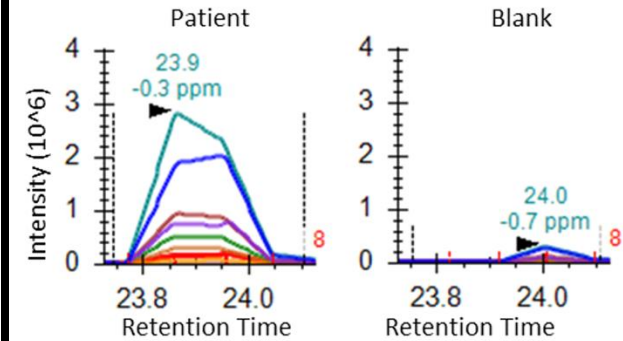 Patient
Blank
Intensity (10^6)
4
3
2
1
0
23.9
-0.3 ppm
8
23.8
24.0
Retention Time
4
3
2
1
0
24.0
-0.7 ppm
8
23.8
24.0
Retention Time